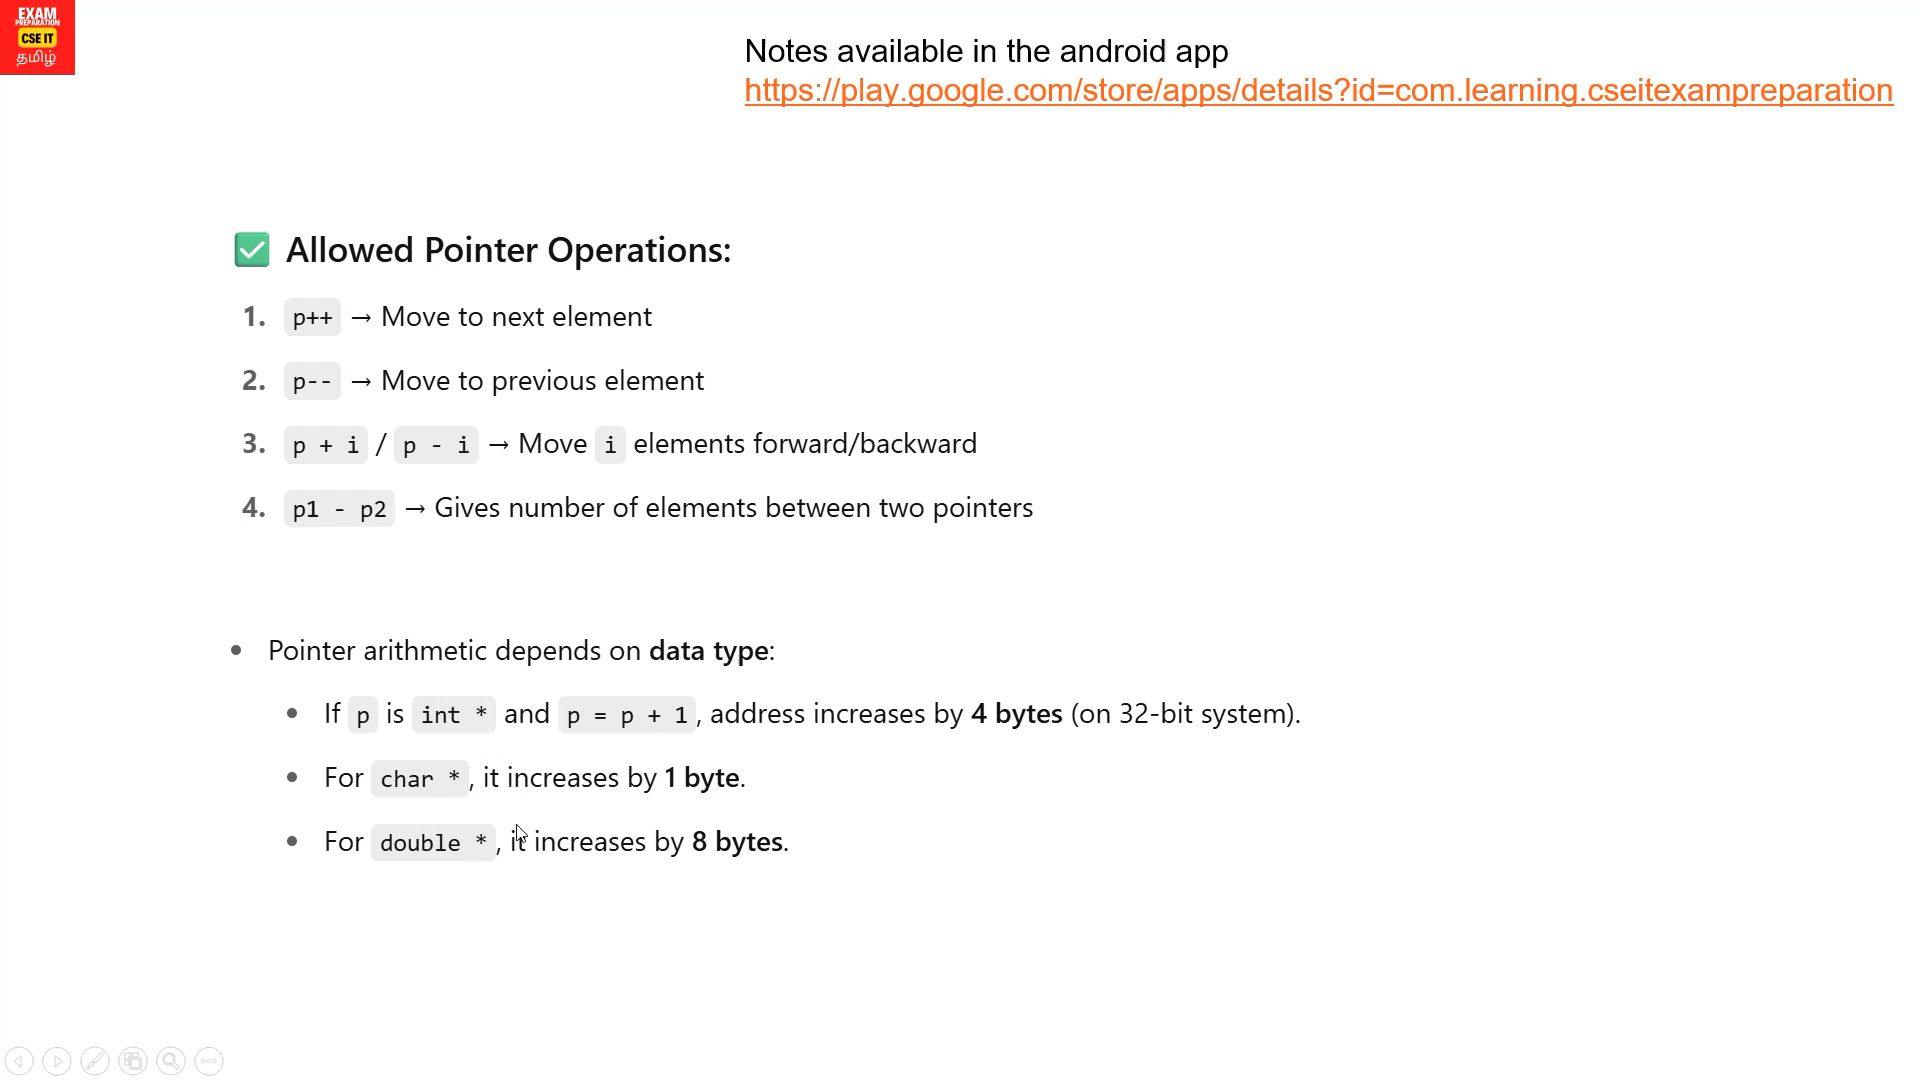 EXAM
PREPARATION
CSE IT
தமிழ்
Notes available in the android app
https://play.google.com/store/apps/details?id=com.learning.cseitexampreparation
✅ Allowed Pointer Operations:
1. p++ → Move to next element
2. p-- → Move to previous element
3. p + i / p - i → Move i elements forward/backward
4. p1 - p2 → Gives number of elements between two pointers
• Pointer arithmetic depends on data type:
• If p is int * and p = p + 1, address increases by 4 bytes (on 32-bit system).
• For char *, it increases by 1 byte.
• For double *, it increases by 8 bytes.